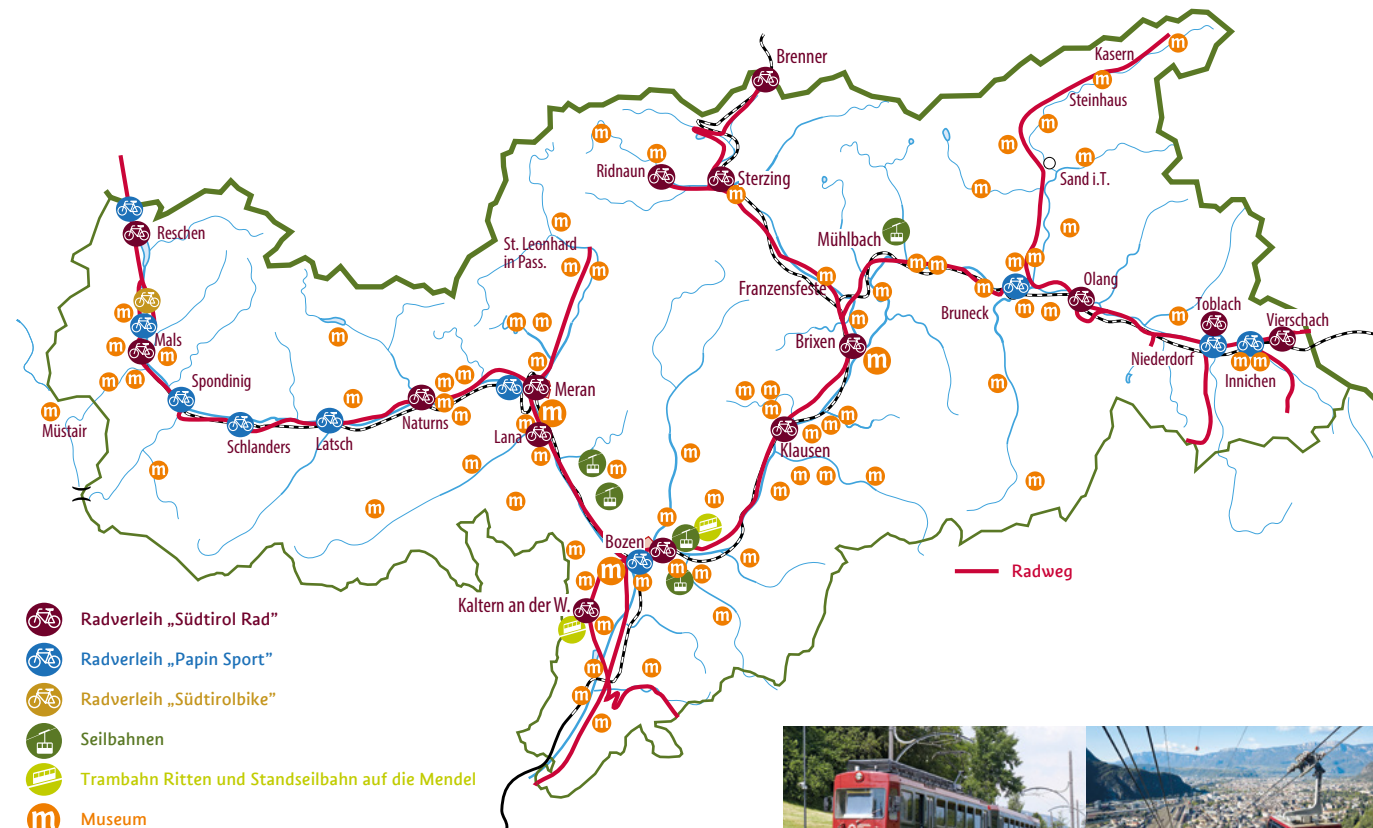 Brenner
Kasern
Steinhaus
Ridnaun
Sterzing
Sand i.T.
Reschen
St. Leonhard
in Pass.
Mühlbach
Franzensfeste
Olang
Bruneck
Toblach
Vierschach
Mals
Brixen
Niederdorf
Innichen
Spondinig
Meran
Müstair
Naturns
Lana
Schlanders
Latsch
Klausen
Bozen
Radweg
Kaltern an der W.
Radverleih „Südtirol Rad”
Radverleih „Papin Sport”
Radverleih „Südtirolbike”
Seilbahnen
Trambahn Ritten und Standseilbahn auf die Mendel
m Museum